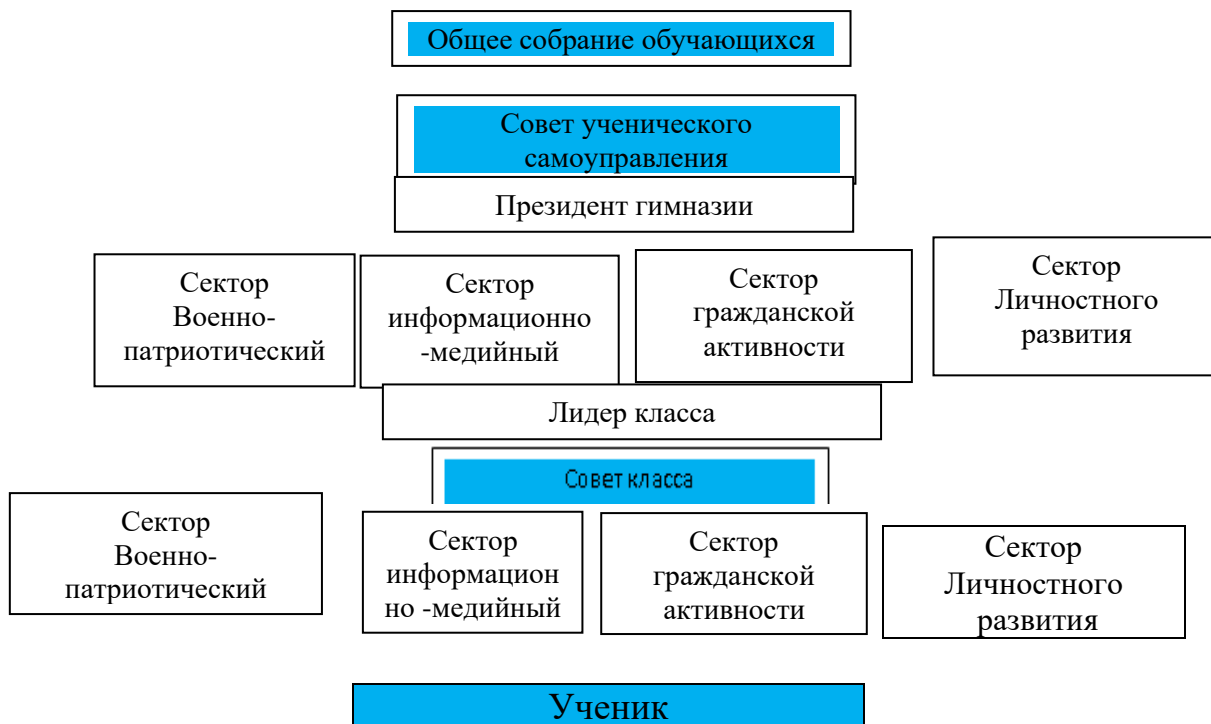 Общее собрание обучающихся
Совет ученического
самоуправления
Президент гимназии
Сектор
Военно-
патриотический
Сектор
информационно
-медийный
Сектор
гражданской
активности
Сектор
Личностного
развития
Лидер класса
Совет класса
Сектор
Военно-
патриотический
Сектор
информацион
но -медийный
Сектор
гражданской
активности
Сектор
Личностного
развития
Ученик